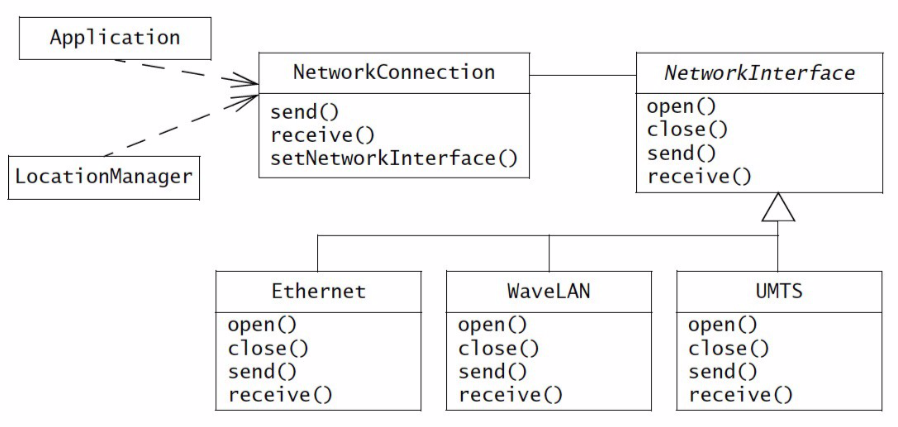 Application
NetworkConnection
send()
receive()
setNetworkInterface()
NetworkInterface
open()
close()
send()
receive()
LocationManager
Ethernet
open()
close()
send()
receive()
WaveLAN
open()
close()
send()
receive()
UMTS
open()
close()
send()
receive()